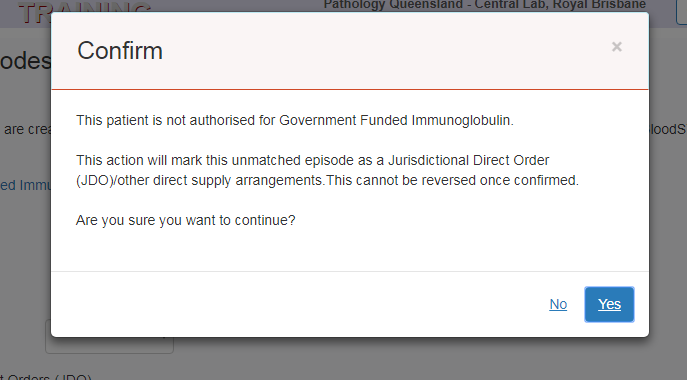 TRAINING
Pathology Queensland - Central Lab, Royal Brisbane
odes
Confirm
×
are crea
loodS
ed Immu
This patient is not authorised for Government Funded Immunoglobulin.
This action will mark this unmatched episode as a Jurisdictional Direct Order
(JDO)/other direct supply arrangements.This cannot be reversed once confirmed.
Are you sure you want to continue?
No
Yes
t Orders (JDO)